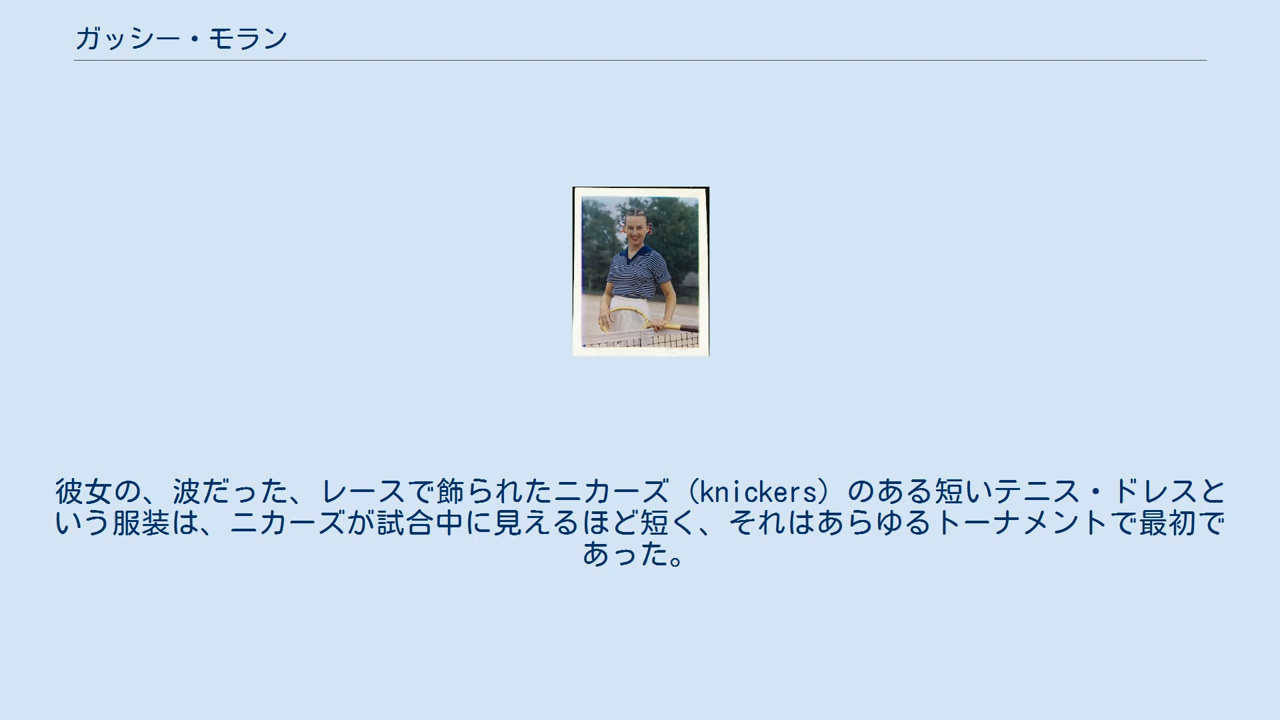 ガッシー・モラン
彼女の、波だった、レースで飾られたニカーズ（knickers）のある短いテニス・ドレスと
いう服装は、ニカーズが試合中に見えるほど短く、それはあらゆるトーナメントで最初で
あった。